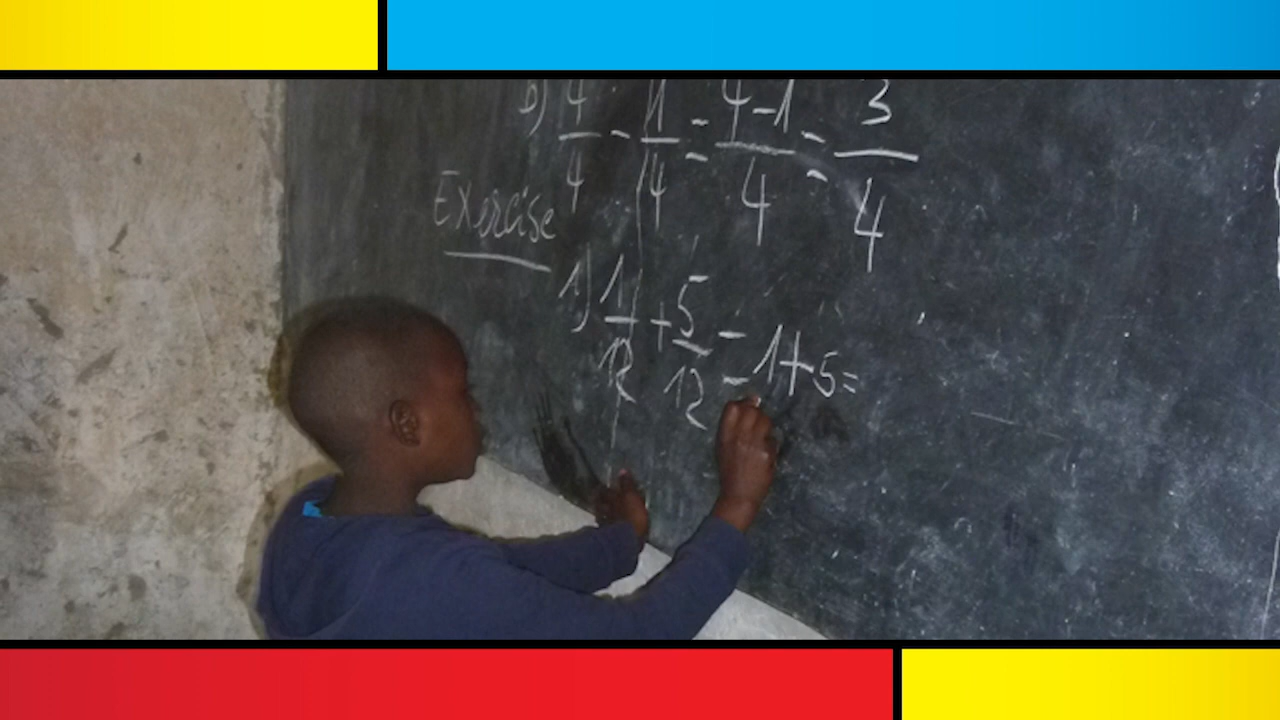 b) 4/4 - 1/4 = 4-1/4 = 3/4
Exercise
1) 1/12 + 5/12 = 1+5 =